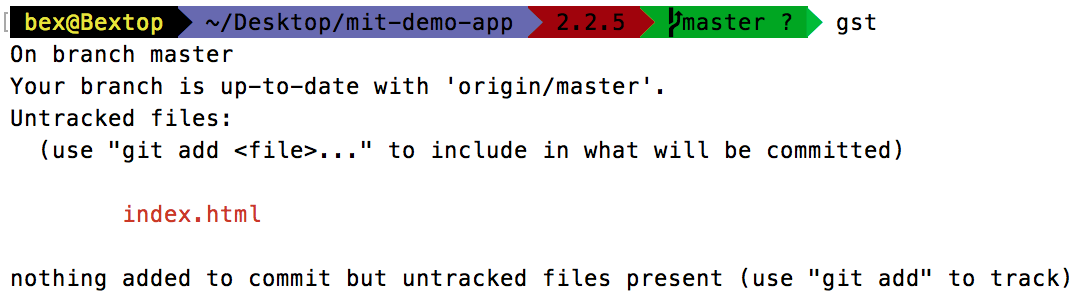 bex@Bextop ~/Desktop/mit-demo-app 2.2.5 master ? gst
On branch master
Your branch is up-to-date with 'origin/master'.
Untracked files:
  (use "git add <file>..." to include in what will be committed)
        index.html
nothing added to commit but untracked files present (use "git add" to track)